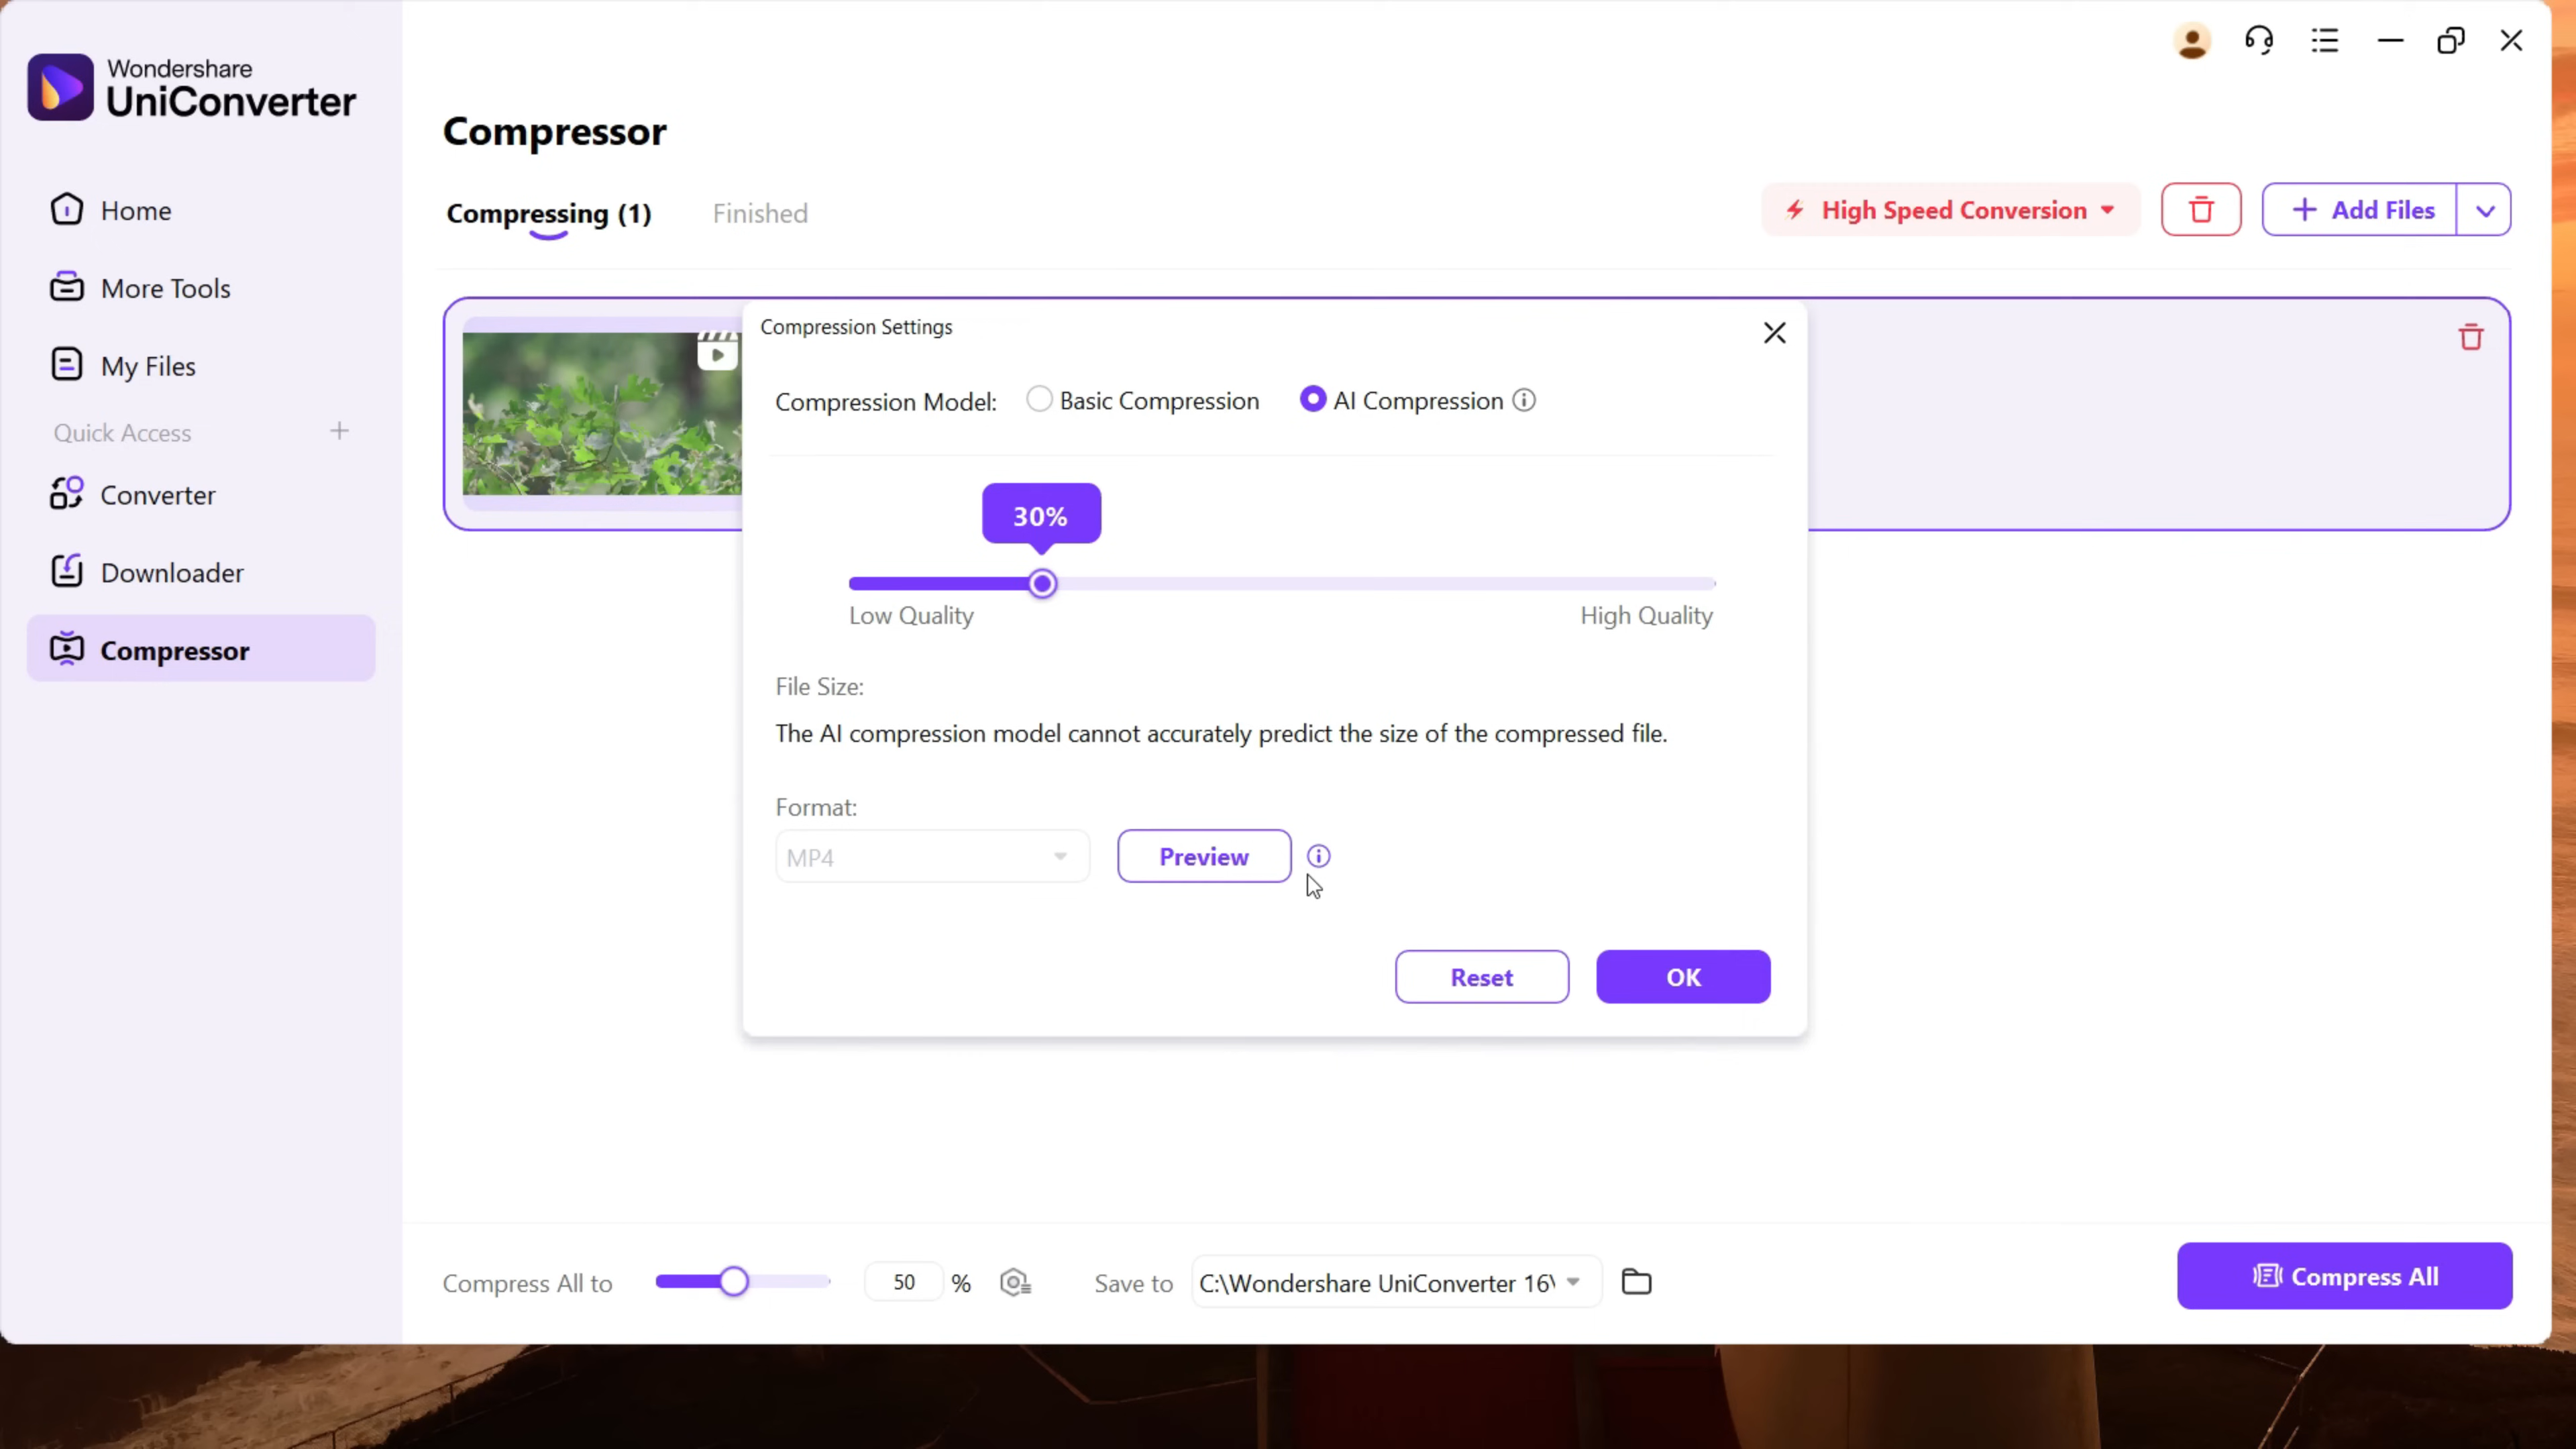 Wondershare
UniConverter
Home
More Tools
My Files
Quick Access
Converter
Downloader
Compressor
Compressor
Compressing (1)
Finished
High Speed Conversion
Add Files
Compression Settings
Compression Model:
Basic Compression
AI Compression
30%
Low Quality
High Quality
File Size:
The AI compression model cannot accurately predict the size of the compressed file.
Format:
MP4
Preview
Reset
OK
Compress All to
50
%
Save to
C:\Wondershare UniConverter 16\
Compress All